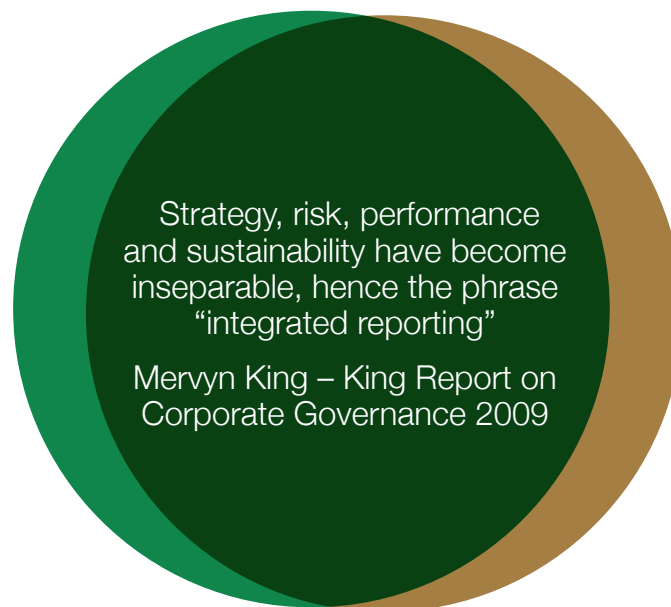 Strategy, risk, performance
and sustainability have become
inseparable, hence the phrase
“integrated reporting”
Mervyn King – King Report on
Corporate Governance 2009